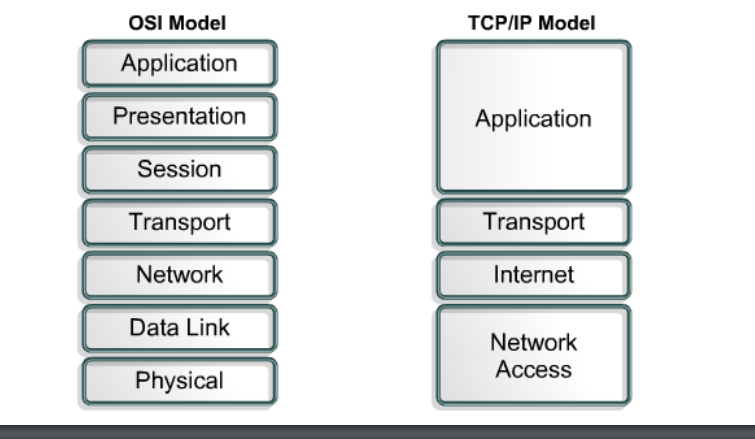 OSI Model
Application
Presentation
Session
Transport
Network
Data Link
Physical
TCP/IP Model
Application
Transport
Internet
Network
Access